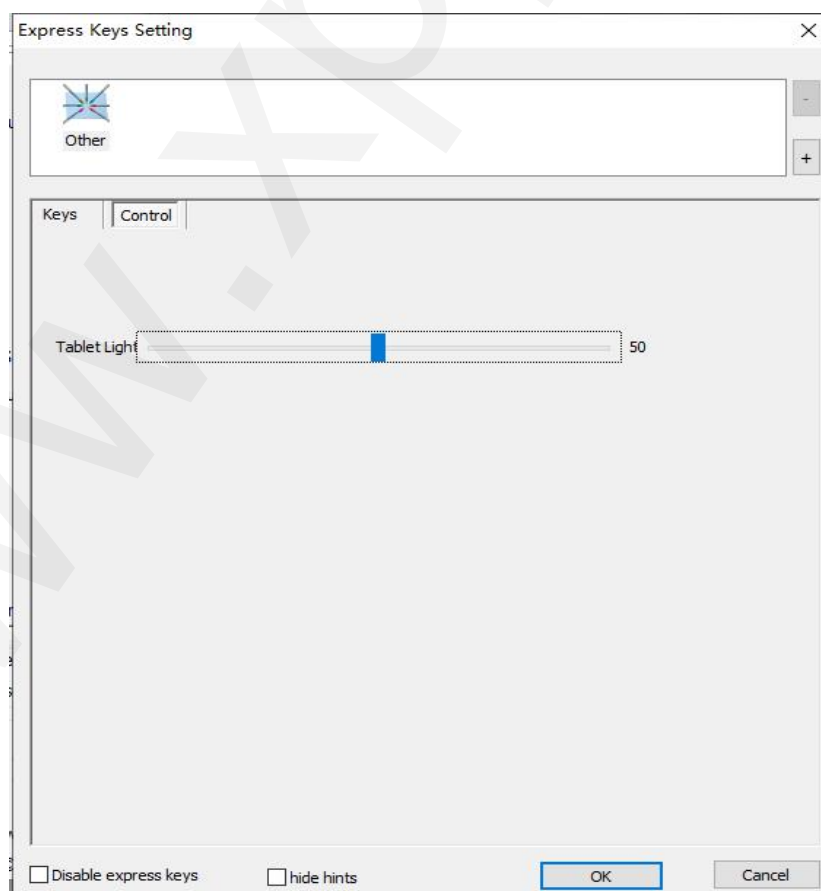 Express Keys Setting
Other
-
+
Keys
Control
Tablet Light
50
Disable express keys
hide hints
OK
Cancel